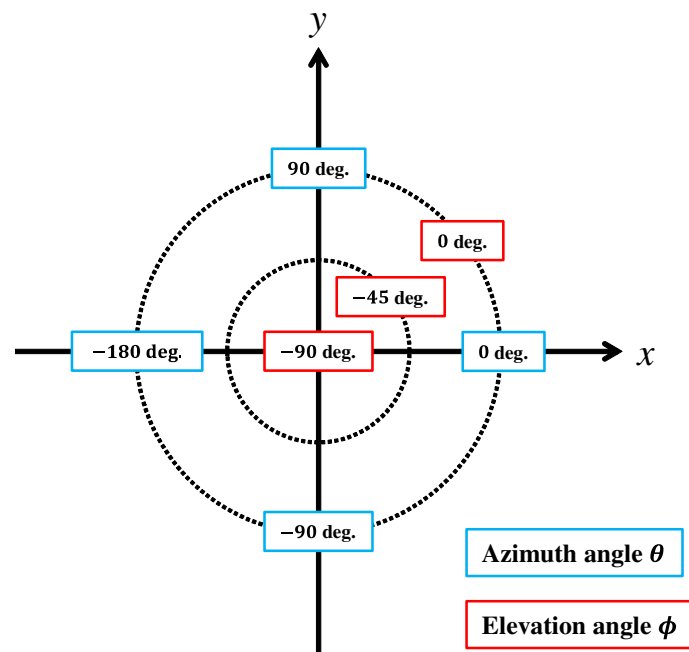 y
90 deg.
0 deg.
−45 deg.
−180 deg.
−90 deg.
0 deg.
x
−90 deg.
Azimuth angle θ
Elevation angle ϕ